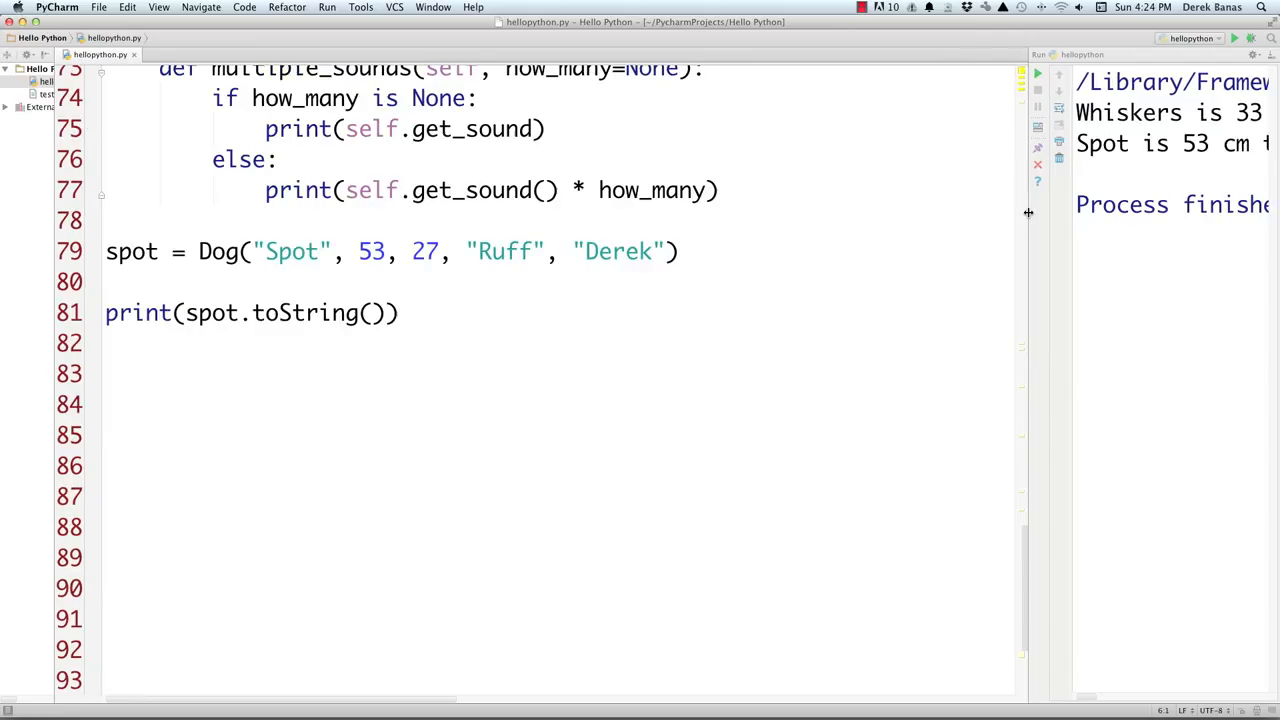 PyCharm File Edit View Navigate Code Refactor Run Tools VCS Window Help 10 Sun 4:24 PM Derek Banas
hellopython.py – Hello Python – [~/PycharmProjects/Hello Python]
Hello Python hellopython.py hellopython
hellopython.py Run hellopython
Hello P
hell
test
Externa
73 def multiple_sounds(self, how_many=None):
74 if how_many is None:
75 print(self.get_sound)
76 else:
77 print(self.get_sound() * how_many)
78
79 spot = Dog("Spot", 53, 27, "Ruff", "Derek")
80
81 print(spot.toString())
82
83
84
85
86
87
88
89
90
91
92
93
/Library/Framew
Whiskers is 33
Spot is 53 cm t
Process finishe
6:1 LF UTF-8